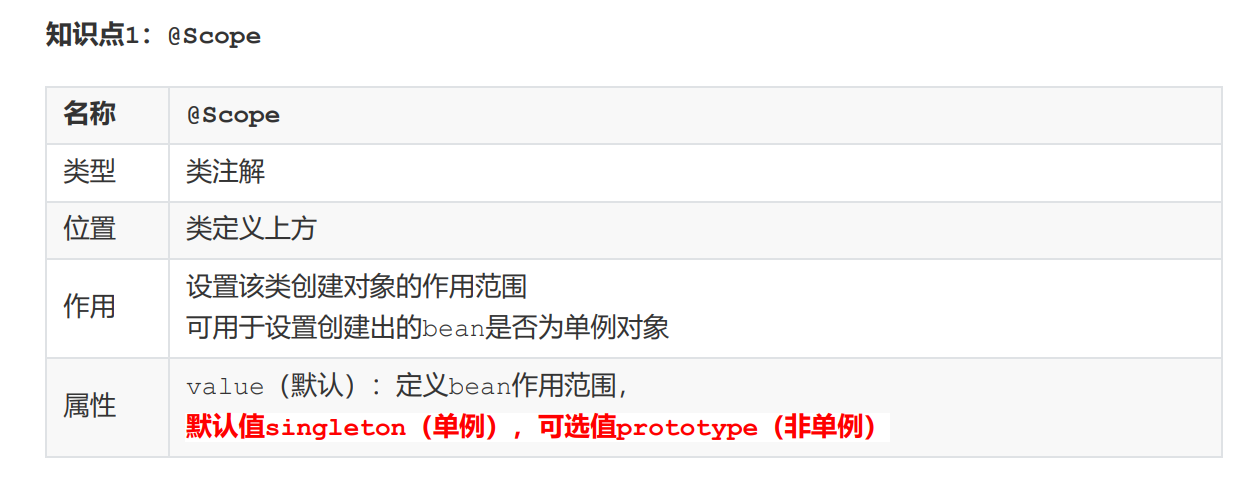 知识点1：@Scope
名称 @Scope
类型 类注解
位置 类定义上方
作用 设置该类创建对象的作用范围
可用于设置创建出的bean是否为单例对象
属性 value（默认）：定义bean作用范围，
默认值singleton（单例），可选值prototype（非单例）